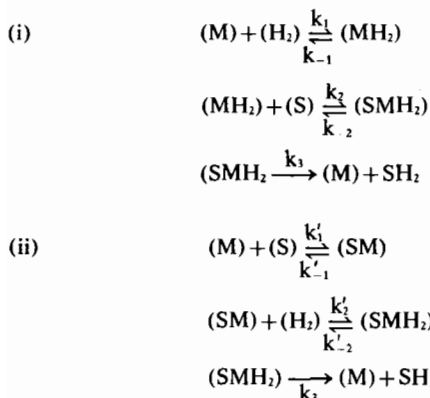 (i) (M) + (H₂) k₁ ⇌ k₋₁ (MH₂)
(MH₂) + (S) k₂ ⇌ k₋₂ (SMH₂)
(SMH₂ k₃ → (M) + SH₂
(ii) (M) + (S) k′₁ ⇌ k′₋₁ (SM)
(SM) + (H₂) k′₂ ⇌ k′₋₂ (SMH₂)
(SMH₂) → k₃ (M) + SH